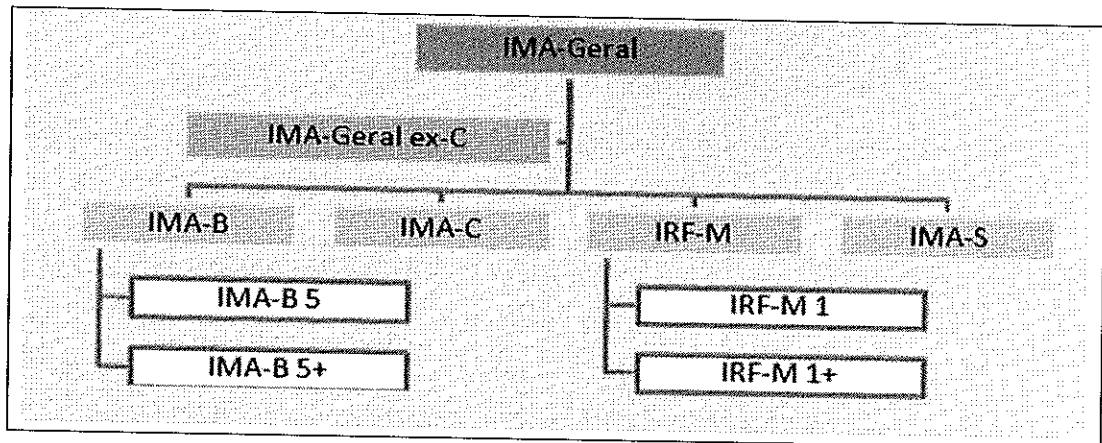 IMA-Geral
IMA-Geral ex-C
IMA-B
IMA-C
IRF-M
IMA-S
IMA-B 5
IRF-M 1
IMA-B 5+
IRF-M 1+